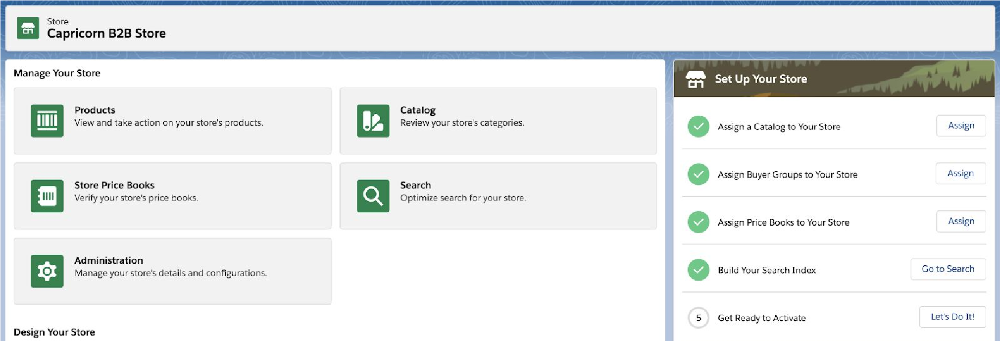 Store
Capricorn B2B Store
Manage Your Store
Products
View and take action on your store's products.
Catalog
Review your store's categories.
Store Price Books
Verify your store's price books.
Search
Optimize search for your store.
Administration
Manage your store's details and configurations.
Design Your Store
Set Up Your Store
Assign a Catalog to Your Store
Assign
Assign Buyer Groups to Your Store
Assign
Assign Price Books to Your Store
Assign
Build Your Search Index
Go to Search
5
Get Ready to Activate
Let's Do It!